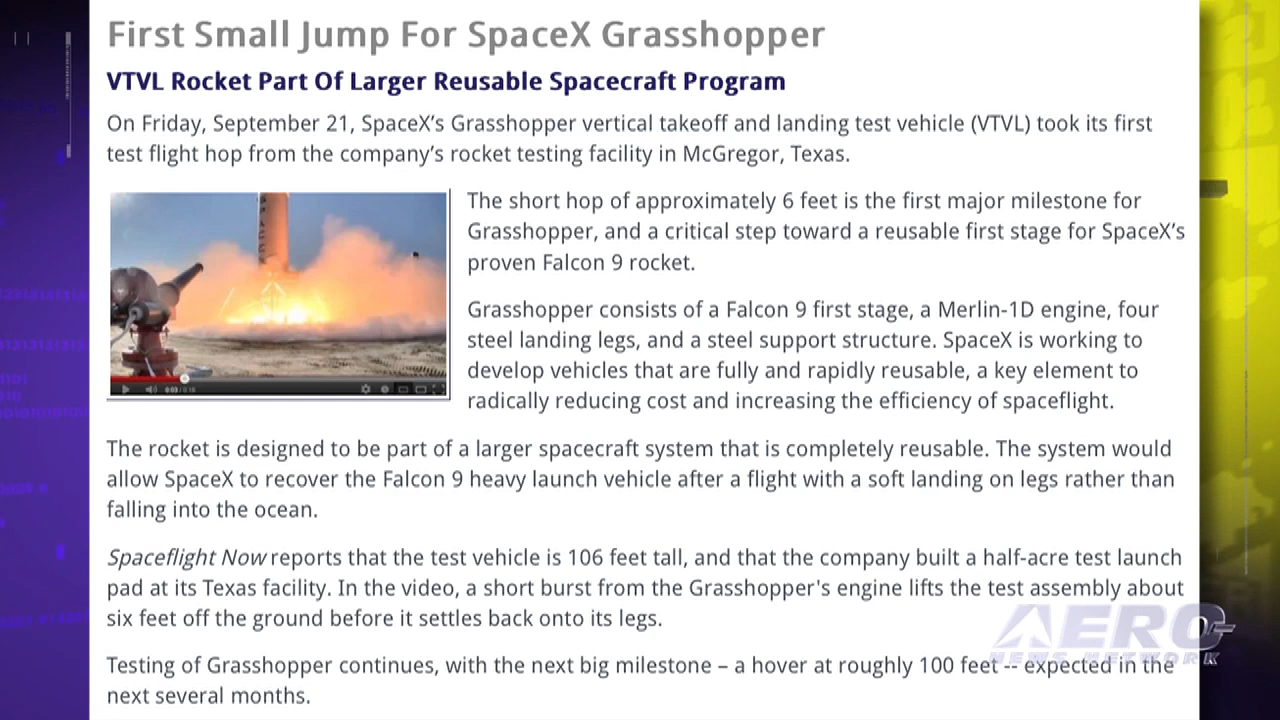 First Small Jump For SpaceX Grasshopper
VTVL Rocket Part Of Larger Reusable Spacecraft Program
On Friday, September 21, SpaceX’s Grasshopper vertical takeoff and landing test vehicle (VTVL) took its first
test flight hop from the company’s rocket testing facility in McGregor, Texas.
The short hop of approximately 6 feet is the first major milestone for
Grasshopper, and a critical step toward a reusable first stage for SpaceX’s
proven Falcon 9 rocket.
Grasshopper consists of a Falcon 9 first stage, a Merlin-1D engine, four
steel landing legs, and a steel support structure. SpaceX is working to
develop vehicles that are fully and rapidly reusable, a key element to
radically reducing cost and increasing the efficiency of spaceflight.
The rocket is designed to be part of a larger spacecraft system that is completely reusable. The system would
allow SpaceX to recover the Falcon 9 heavy launch vehicle after a flight with a soft landing on legs rather than
falling into the ocean.
Spaceflight Now reports that the test vehicle is 106 feet tall, and that the company built a half-acre test launch
pad at its Texas facility. In the video, a short burst from the Grasshopper's engine lifts the test assembly about
six feet off the ground before it settles back onto its legs.
Testing of Grasshopper continues, with the next big milestone – a hover at roughly 100 feet -- expected in the
next several months.
AERO
NEWS NETWORK